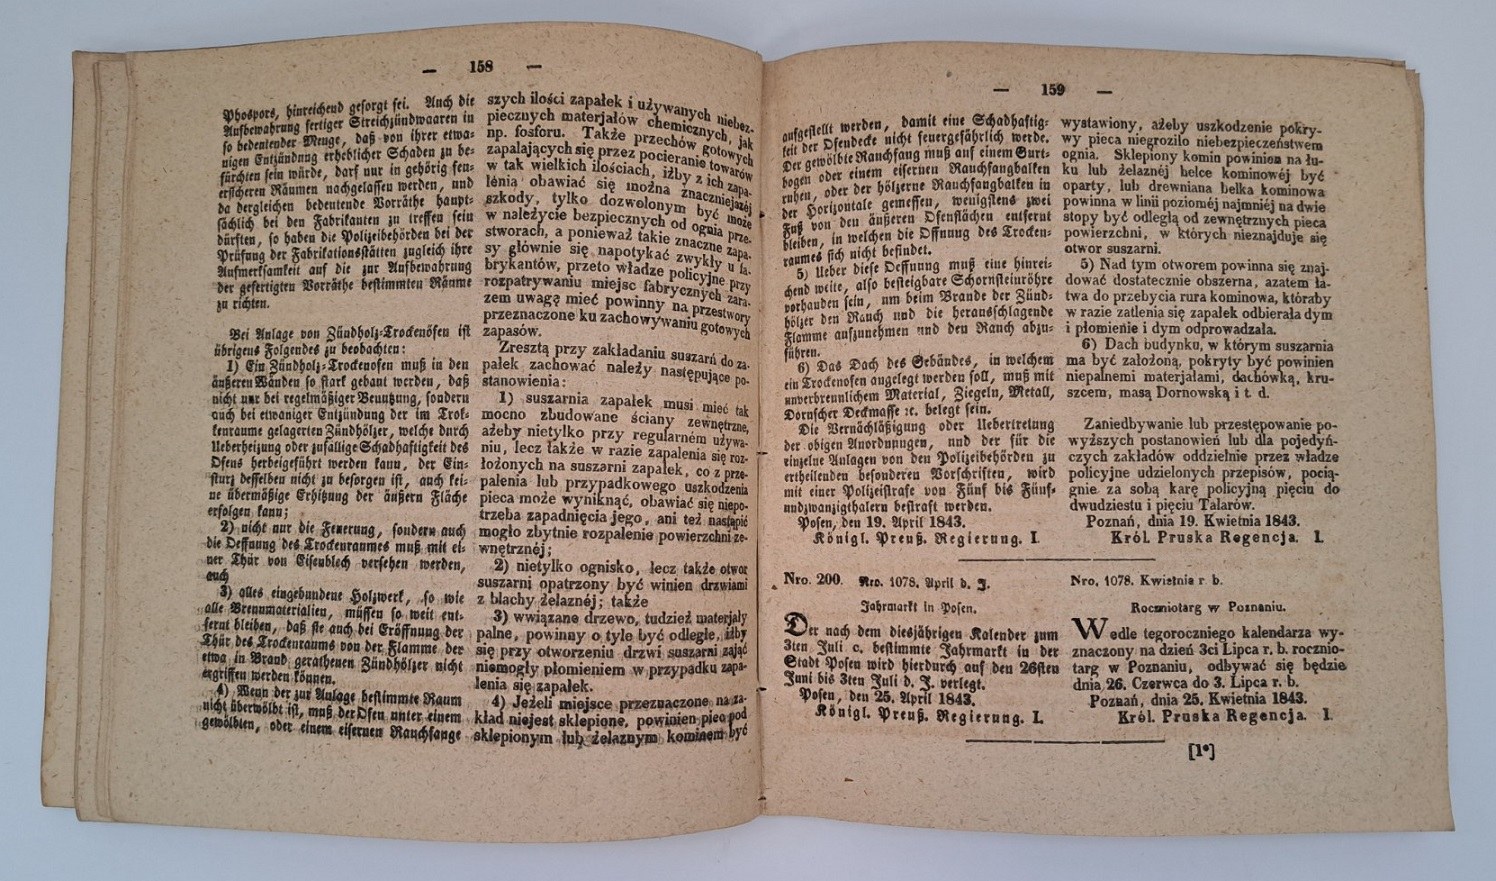 — 158 —
Phospors, hinreichend gesorgt sei. Auch die
Aufbewahrung fertiger Streichzündwaaren in
so bedeutender Menge, daß von ihrer etwa-
nigen Entzündung erheblicher Schaden zu be-
fürchten sein würde, darf nur in gehörig feu-
ersicheren Räumen nachgelassen werden, und
da dergleichen bedeutende Vorräthe haupt-
sächlich bei den Fabrikanten zu treffen sein
dürften, so haben die Polizeibehörden bei der
Prüfung der Fabrikationsstätten zugleich ihre
Aufmerksamkeit auf die zur Aufbewahrung
der gefertigten Vorräthe bestimmten Räume
zu richten.
Bei Anlage von Zündholz-Trockenöfen ist
übrigens Folgendes zu beobachten:
1) Ein Zündholz-Trockenofen muß in den
äußeren Wänden so stark gebaut werden, daß
nicht nur bei regelmäßiger Benutzung, sondern
auch bei etwaniger Entzündung der im Trok-
kenraume gelagerten Zündhölzer, welche durch
Ueberheizung oder zufällige Schadhaftigkeit des
Ofens herbeigeführt werden kann, der Ein-
sturz desselben nicht zu besorgen ist, auch kei-
ne übermäßige Erhitzung der äußern Fläche
erfolgen kann;
2) nicht nur die Feuerung, sondern auch
die Oeffnung des Trockenraumes muß mit ei-
ner Thür von Eisenblech versehen werden,
auch
3) alles eingebundene Holzwerk, so wie
alle Brennmaterialien, müssen so weit ent-
fernt bleiben, daß sie auch bei Eröffnung der
Thür des Trockenraums von der Flamme der
etwa in Brand gerathenen Zündhölzer nicht
ergriffen werden können.
4) Wenn der zur Anlage bestimmte Raum
nicht überwölbt ist, muß der Ofen unter einem
gewölbten, oder einem eisernen Rauchfange
szych ilości zapałek i używanych niebez-
piecznych materjałów chemicznych, jak
np. fosforu. Także przechów gotowych
zapalających się przez pocieranie towarów
w tak wielkich ilościach, iżby z ich zapa-
lénia obawiać się można znaczniejszéj
szkody, tylko dozwolonym być może
w należycie bezpiecznych od ognia prze-
stworach, a ponieważ takie znaczne zapa-
sy głównie się napotykać zwykły u fa-
brykantów, przeto władze policyjne przy
rozpatrywaniu miejsc fabrycznych zara-
zem uwagę mieć powinny na przestwory
przeznaczone ku zachowywaniu gotowych
zapasów.
Zresztą przy zakładaniu suszarń do za-
pałek zachować należy następujące po-
stanowienia:
1) suszarnia zapałek musi mieć tak
mocno zbudowane ściany zewnętrzne,
ażeby nietylko przy regularném używa-
niu, lecz także w razie zapalenia się roz-
łożonych na suszarni zapałek, co z prze-
palenia lub przypadkowego uszkodzenia
pieca może wyniknąć, obawiać się niepo-
trzeba zapadnięcia jego, ani też nastąpić
mogło zbytnie rozpalenie powierzchni ze-
wnętrznéj;
2) nietylko ognisko, lecz także otwor
suszarni opatrzony być winien drzwiami
z blachy żelaznéj; także
3) wwiązane drzewo, tudzież materjały
palne, powinny o tyle być odległe, iżby
się przy otworzeniu drzwi suszarni zająć
niemogły płomieniem w przypadku zapa-
lenia się zapałek.
4) Jeżeli miejsce przeznaczone na za-
kład niejest sklepione, powinien piec pod
sklepionym lub żelaznym kominem być
— 159 —
aufgestellt werden, damit eine Schadhaftig-
keit der Ofendecke nicht feuergefährlich werde.
Der gewölbte Rauchfang muß auf einem Gurt-
bogen oder einem eisernen Rauchfangbalken
ruhen, oder der hölzerne Rauchfangbalken in
der Horizontale gemessen, wenigstens zwei
Fuß von den äußeren Ofenflächen entfernt
bleiben, in welchen die Öffnung des Trocken-
raumes sich nicht befindet.
5) Ueber diese Oeffnung muß eine hinrei-
chend weite, also besteigbare Schornsteinröhre
vorhanden sein, um beim Brande der Zünd-
hölzer den Rauch und die herausschlagende
Flamme aufzunehmen und den Rauch abzu-
führen.
6) Das Dach des Gebändes, in welchem
ein Trockenofen angelegt werden soll, muß mit
unverbrennlichem Material, Ziegeln, Metall,
Dornscher Deckmasse ꝛc. belegt sein.
Die Vernachläßigung oder Uebertretung
der obigen Anordnungen, und der für die
einzelne Anlagen von den Polizeibehörden zu
ertheilenden besonderen Vorschriften, wird
mit einer Polizeistrafe von Fünf bis Fünf-
undzwanzigthalern bestraft werden.
Posen, den 19. April 1843.
Königl. Preuß. Regierung. I.
wystawiony, ażeby uszkodzenie pokry-
wy pieca niegroziło niebezpieczeństwem
ognia. Sklepiony komin powinien na łu-
ku lub żelaznéj belce kominowéj być
oparty, lub drewniana belka kominowa
powinna w linii poziomej najmniéj na dwie
stopy być odległą od zewnętrznych pieca
powierzchni, w których nieznajduje się
otwor suszarni.
5) Nad tym otworem powinna się znaj-
dować dostatecznie obszerna, azatem ła-
twa do przebycia rura kominowa, któraby
w razie zatlenia się zapałek odbierała dym
i płomieńie i dym odprowadzała.
6) Dach budynku, w którym suszarnia
ma być założoną, pokryty być powinien
niepalnemi materjałami, dachówką, kru-
szcem, masą Dornowską i t. d.
Zaniedbywanie lub przestępowanie po-
wyższych postanowień lub dla pojedyń-
czych zakładów oddzielnie przez władze
policyjne udzielonych przepisów, pocią-
gnie za sobą karę policyjną pięciu do
dwudziestu i pięciu Talarów.
Poznań, dnia 19. Kwietnia 1843.
Król. Pruska Regencja. I.
Nro. 200. Nro. 1078. April d. J.
Jahrmarkt in Posen.
Der nach dem diesjährigen Kalender zum
3ten Juli c. bestimmte Jahrmarkt in der
Stadt Posen wird hierdurch auf den 26sten
Juni bis 3ten Juli d. J. verlegt.
Posen, den 25. April 1843.
Königl. Preuß. Regierung. I.
Nro, 1078. Kwietnia r b.
Roczniotarg w Poznaniu.
Wedle tegorocznego kalendarza wy-
znaczony na dzień 3ci Lipca r. b. rocznio-
targ w Poznaniu, odbywać się będzie
dnia 26. Czerwca do 3. Lipca r. b.
Poznań, dnia 25. Kwietnia 1843.
Król. Pruska Regencja. I.
[1*]